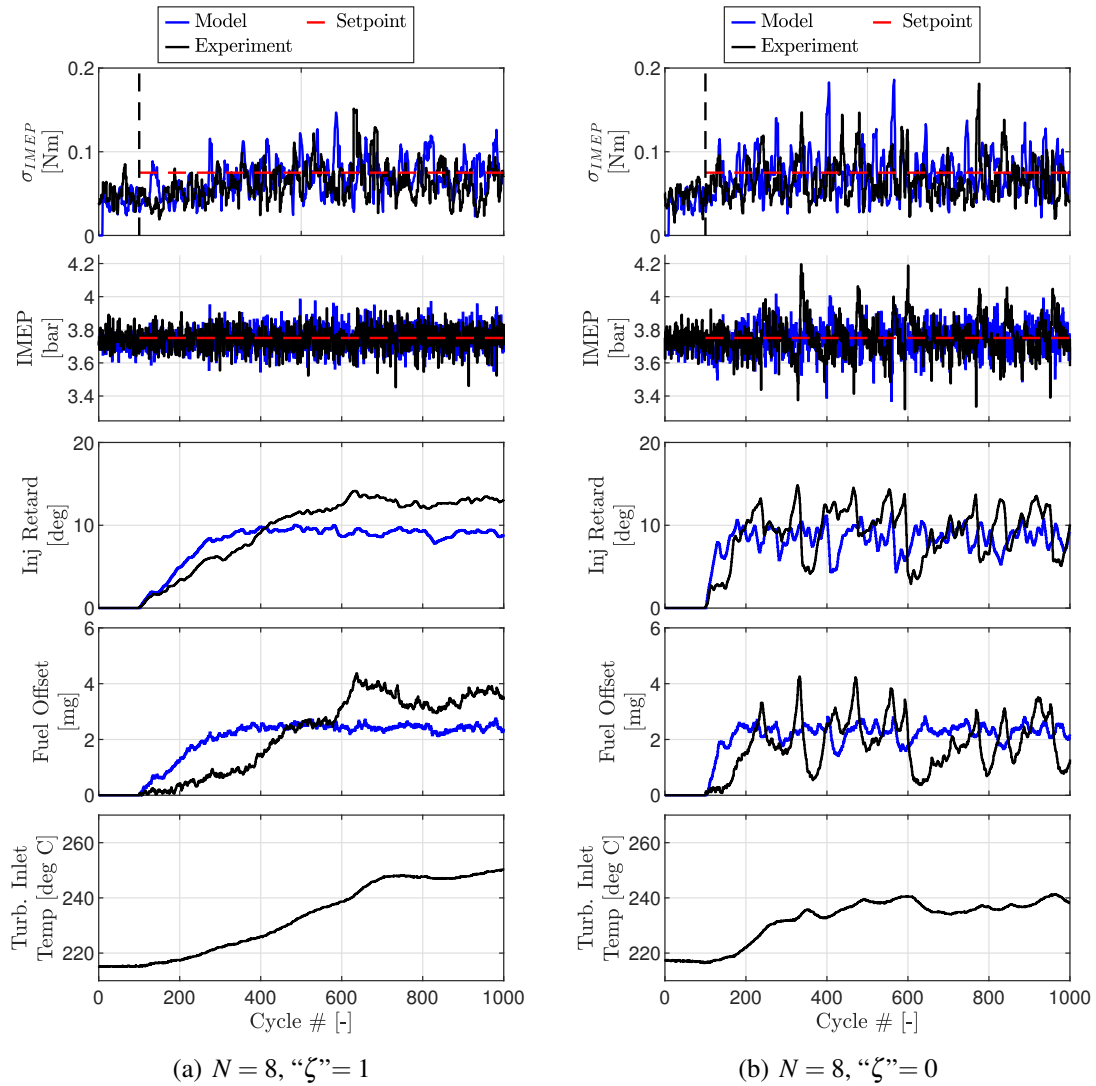 Model Setpoint
Experiment
0.2
0.1
0
σ_IMEP
[Nm]
4.2
4
3.8
3.6
3.4
IMEP
[bar]
20
10
0
Inj Retard
[deg]
6
4
2
0
Fuel Offset
[mg]
260
240
220
Turb. Inlet
Temp [deg C]
0 200 400 600 800 1000
Cycle # [-]
(a) N = 8, “ζ”= 1
Model Setpoint
Experiment
0.2
0.1
0
σ_IMEP
[Nm]
4.2
4
3.8
3.6
3.4
IMEP
[bar]
20
10
0
Inj Retard
[deg]
6
4
2
0
Fuel Offset
[mg]
260
240
220
Turb. Inlet
Temp [deg C]
0 200 400 600 800 1000
Cycle # [-]
(b) N = 8, “ζ”= 0